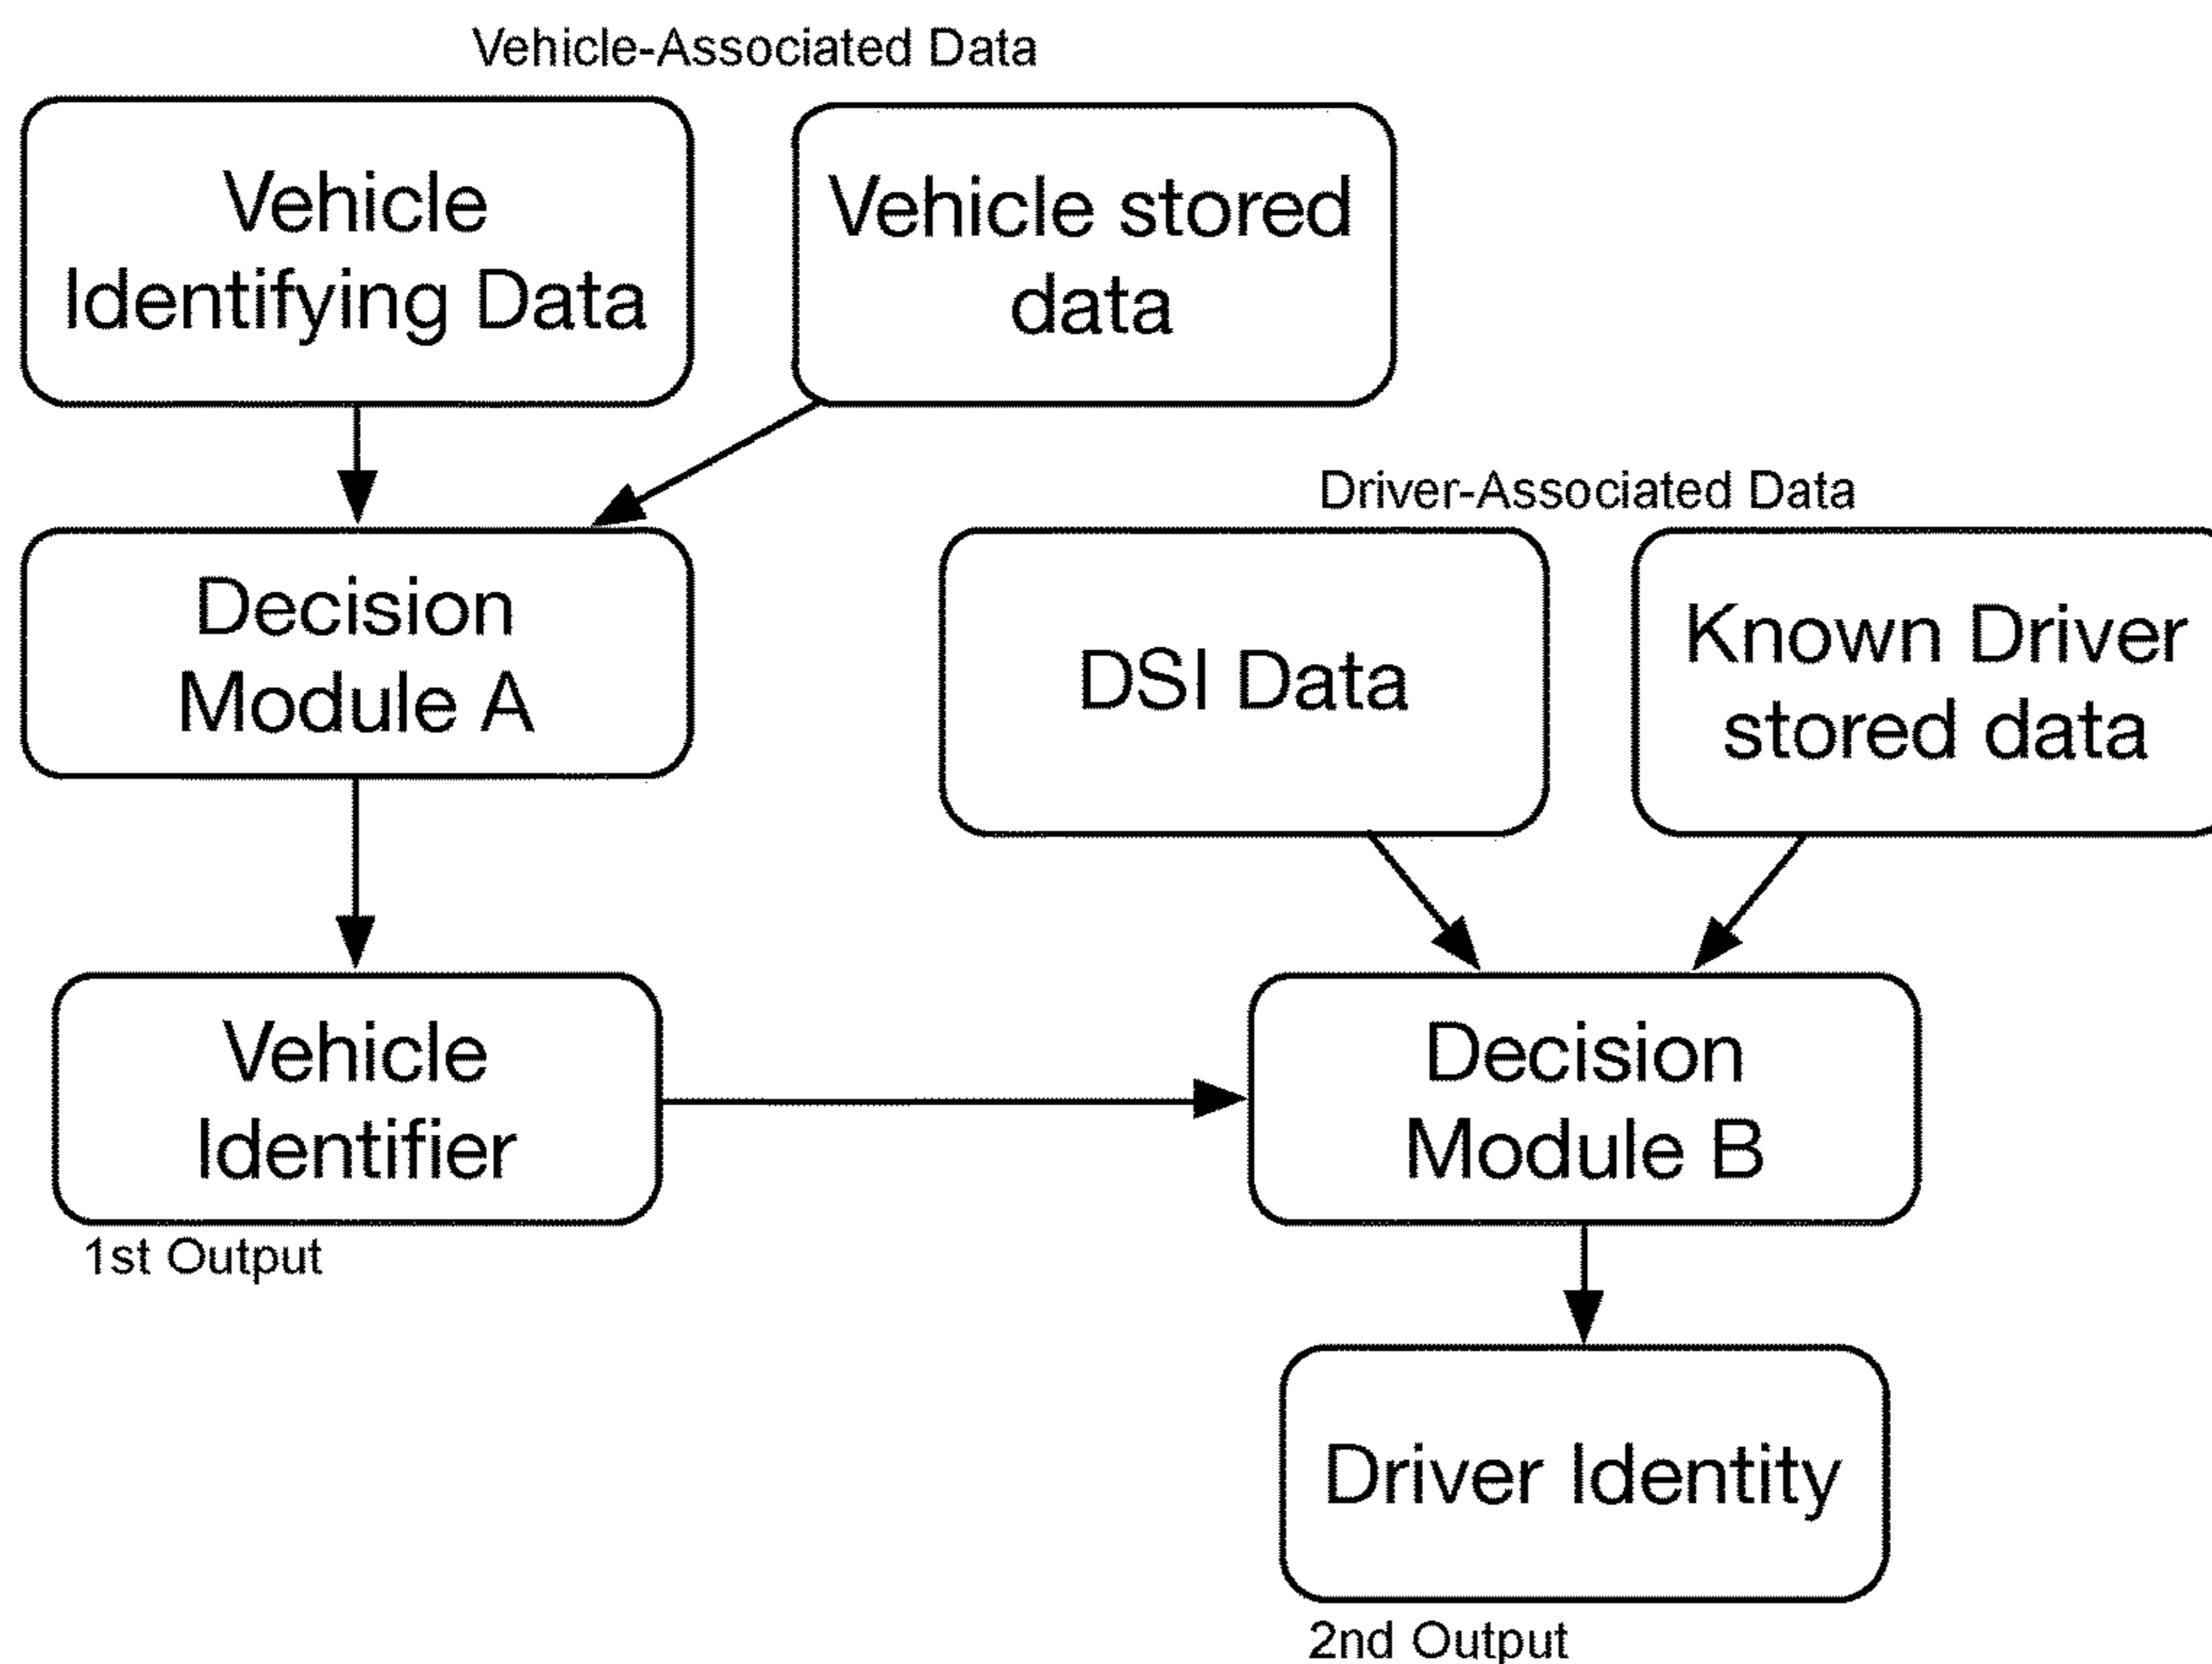 Vehicle-Associated Data
Vehicle
Identifying Data
Vehicle stored
data
Driver-Associated Data
Decision
Module A
DSI Data
Known Driver
stored data
Vehicle
Identifier
1st Output
Decision
Module B
Driver Identity
2nd Output